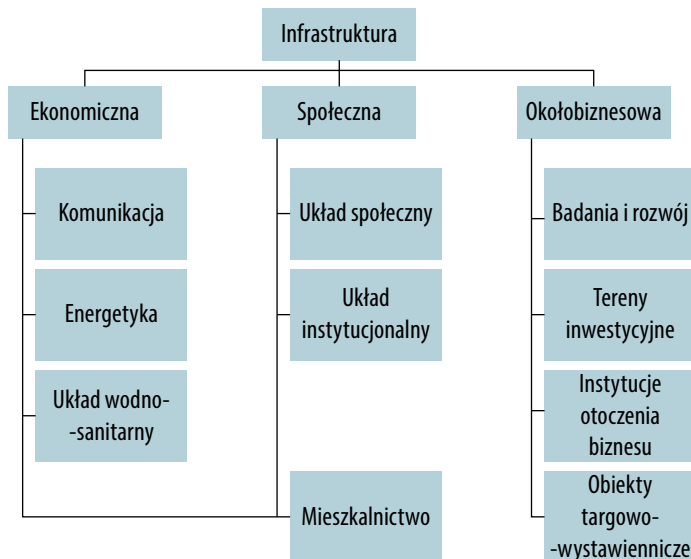 Infrastruktura
Ekonomiczna
Społeczna
Okołobiznesowa
Komunikacja
Układ społeczny
Badania i rozwój
Energetyka
Układ
instytucjonalny
Tereny
inwestycyjne
Układ wodno-
-sanitarny
Instytucje
otoczenia
biznesu
Mieszkalnictwo
Obiekty
targowo-
-wystawiennicze